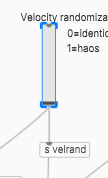 Velocity randomiza
0=identic
1=haos
s velrand